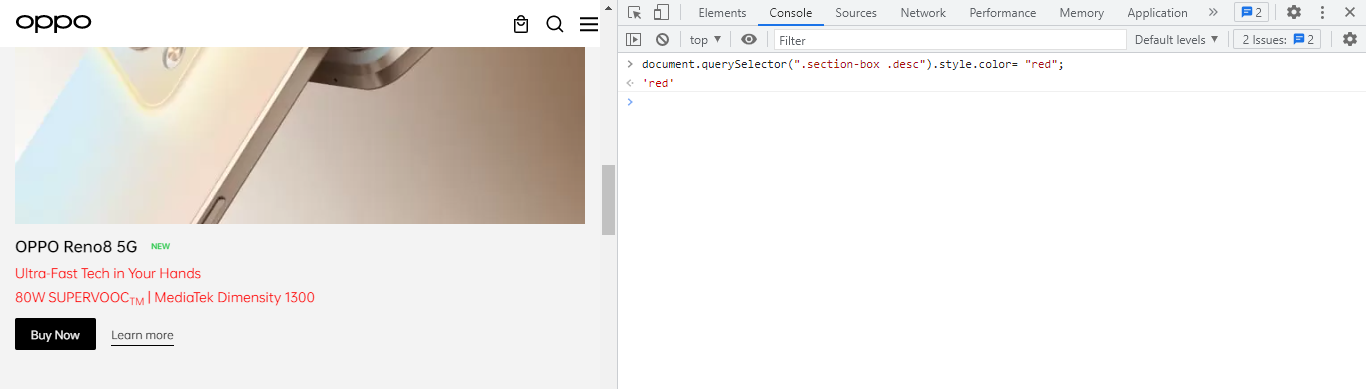 oppo
OPPO Reno8 5G NEW
Ultra-Fast Tech in Your Hands
80W SUPERVOOCTM | MediaTek Dimensity 1300
Buy Now Learn more
Elements Console Sources Network Performance Memory Application » 2
top ▼ Filter Default levels ▼ 2 Issues: 2
> document.querySelector(".section-box .desc").style.color= "red";
'red'
>